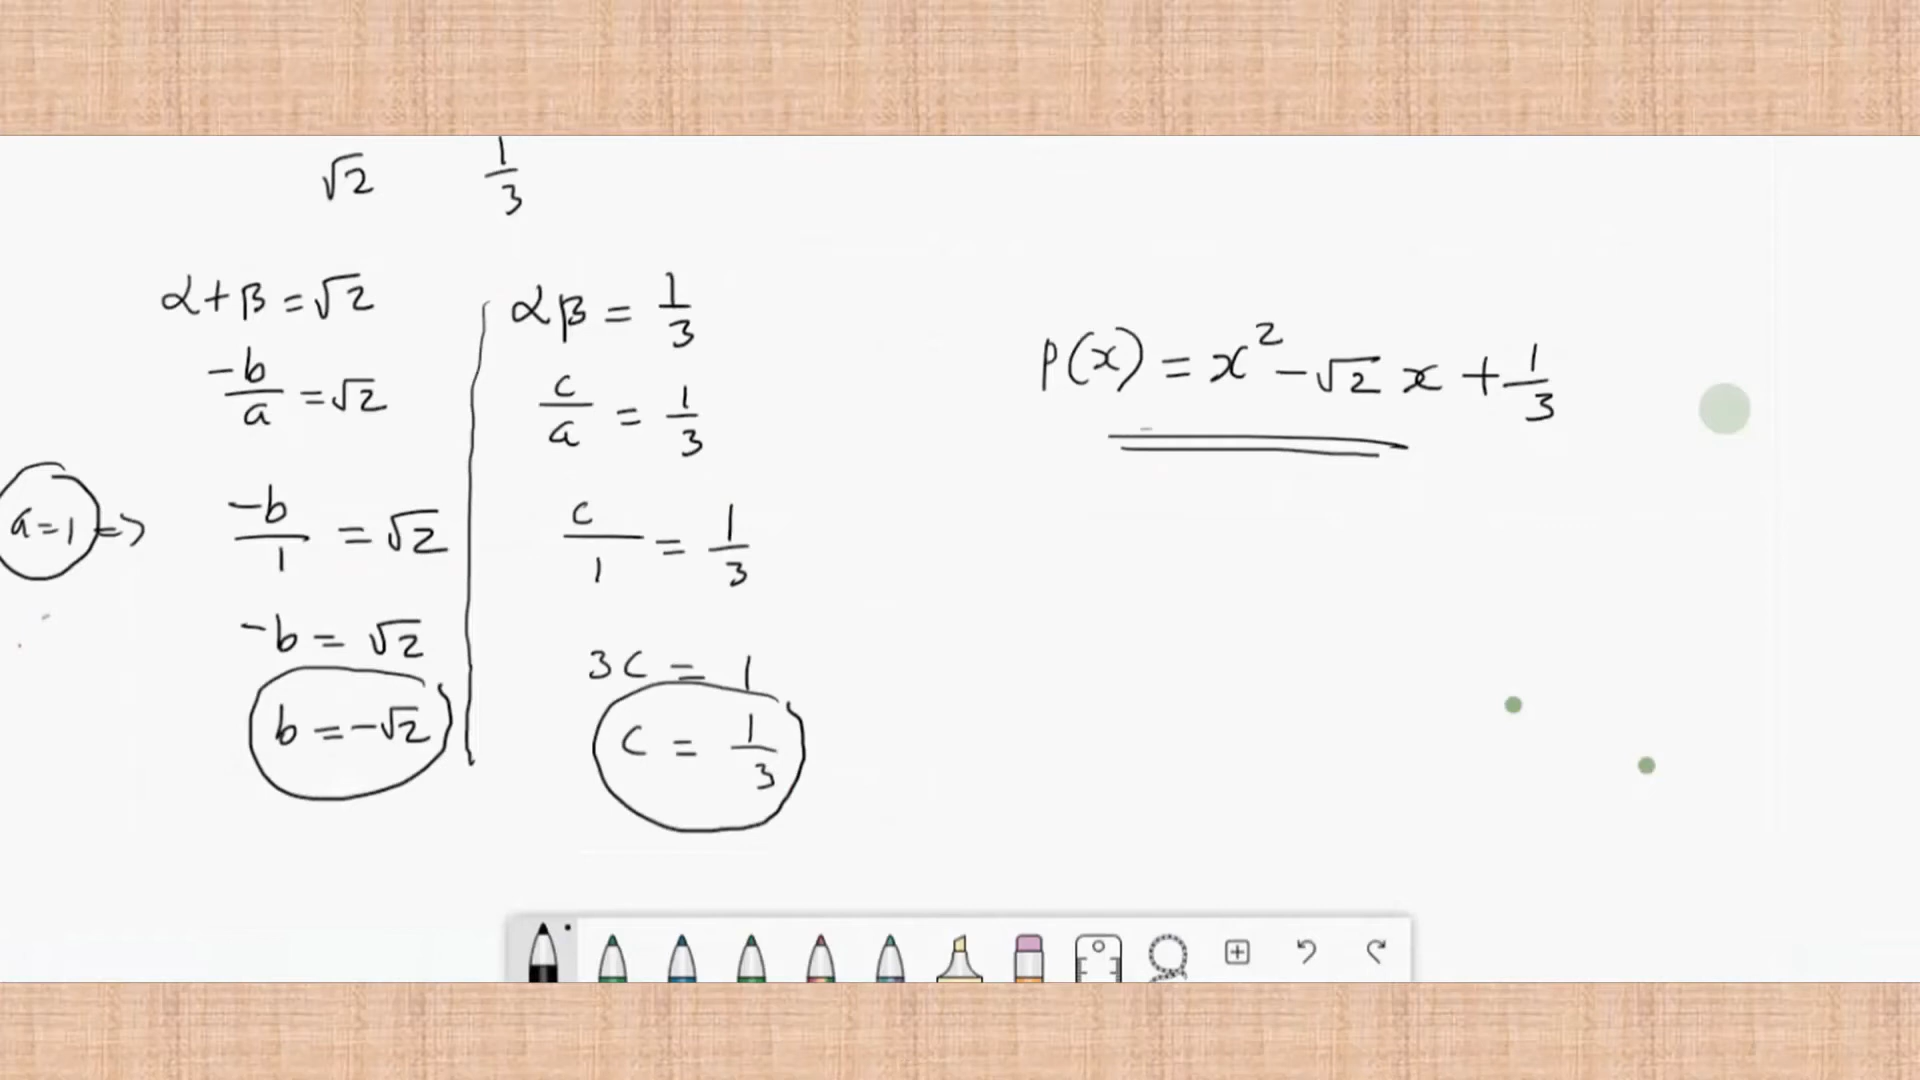 √2 1/3
α+β = √2
-b/a = √2
a=1 => -b/1 = √2
-b = √2
b = -√2
αβ = 1/3
c/a = 1/3
c/1 = 1/3
3c = 1
c = 1/3
P(x) = x² - √2 x + 1/3